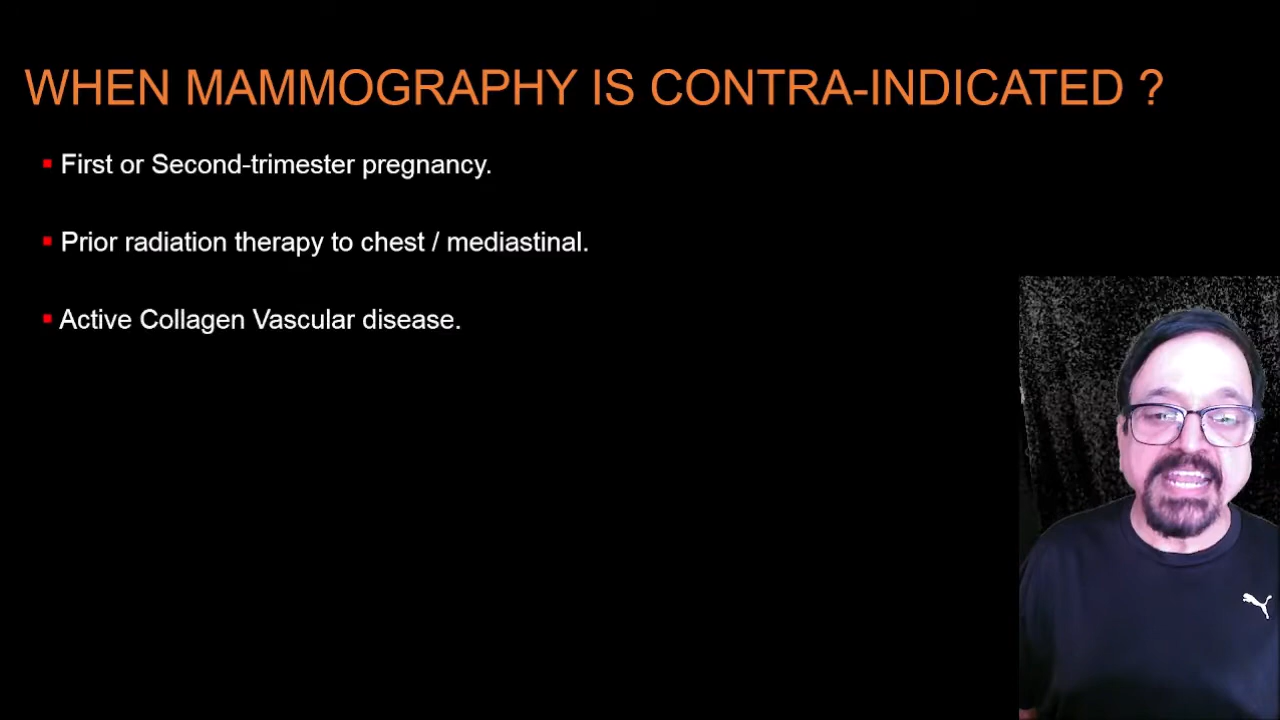 WHEN MAMMOGRAPHY IS CONTRA-INDICATED ?
First or Second-trimester pregnancy.
Prior radiation therapy to chest / mediastinal.
Active Collagen Vascular disease.